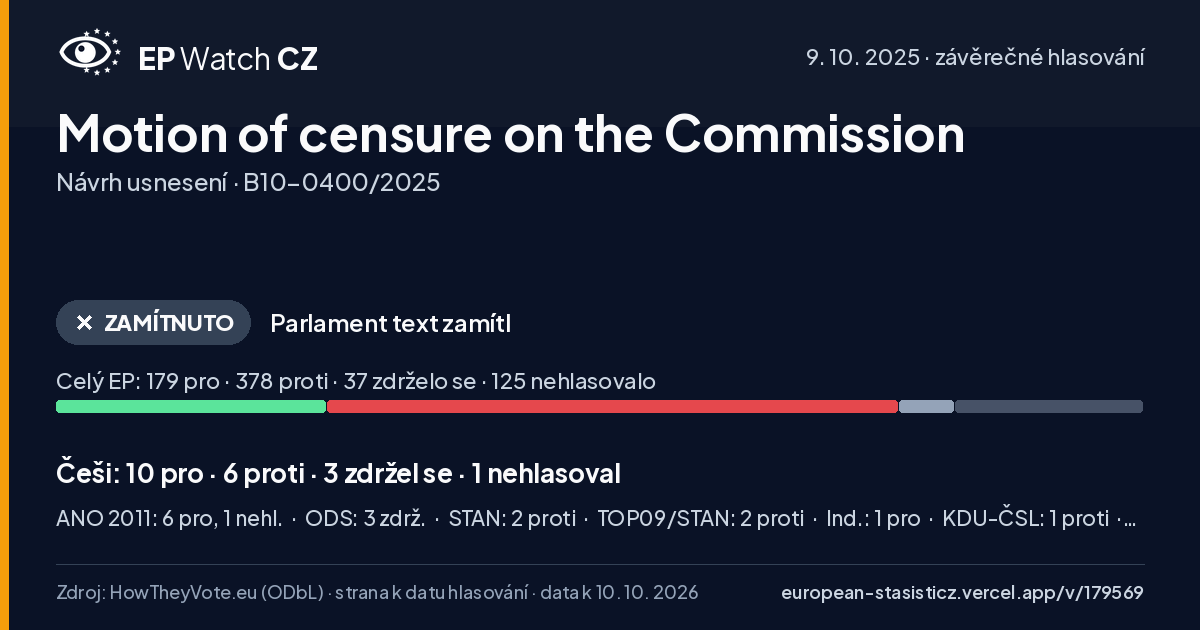 EP Watch CZ
9. 10. 2025 · závěrečné hlasování
Motion of censure on the Commission
Návrh usnesení · B10-0400/2025
✕ ZAMÍTNUTO
Parlament text zamítl
Celý EP: 179 pro · 378 proti · 37 zdrželo se · 125 nehlasovalo
Češi: 10 pro · 6 proti · 3 zdržel se · 1 nehlasoval
ANO 2011: 6 pro, 1 nehl. · ODS: 3 zdrž. · STAN: 2 proti · TOP09/STAN: 2 proti · Ind.: 1 pro · KDU-ČSL: 1 proti ·…
Zdroj: HowTheyVote.eu (ODbL) · strana k datu hlasování · data k 10. 10. 2026
european-stasisticz.vercel.app/v/179569